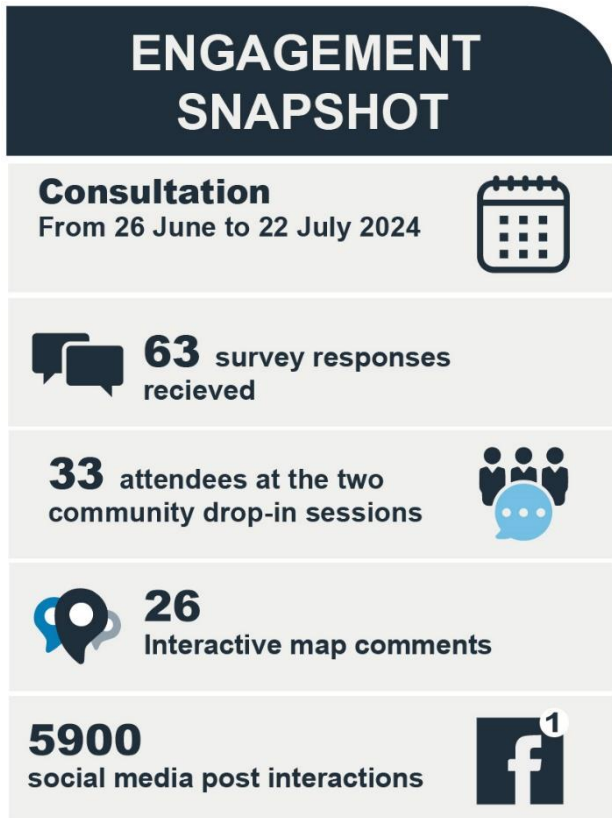 ENGAGEMENT
SNAPSHOT
Consultation
From 26 June to 22 July 2024
63 survey responses
recieved
33 attendees at the two
community drop-in sessions
26
Interactive map comments
5900
social media post interactions
1